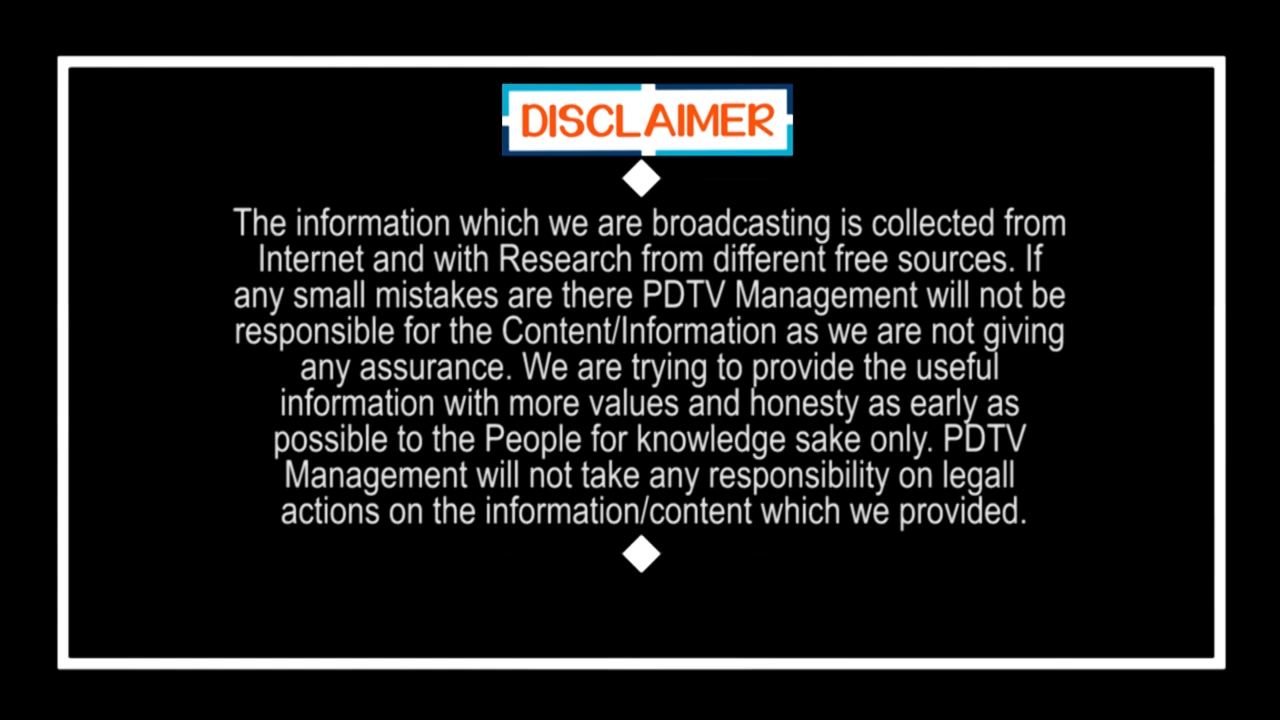 DISCLAIMER
The information which we are broadcasting is collected from
Internet and with Research from different free sources. If
any small mistakes are there PDTV Management will not be
responsible for the Content/Information as we are not giving
any assurance. We are trying to provide the useful
information with more values and honesty as early as
possible to the People for knowledge sake only. PDTV
Management will not take any responsibility on legall
actions on the information/content which we provided.